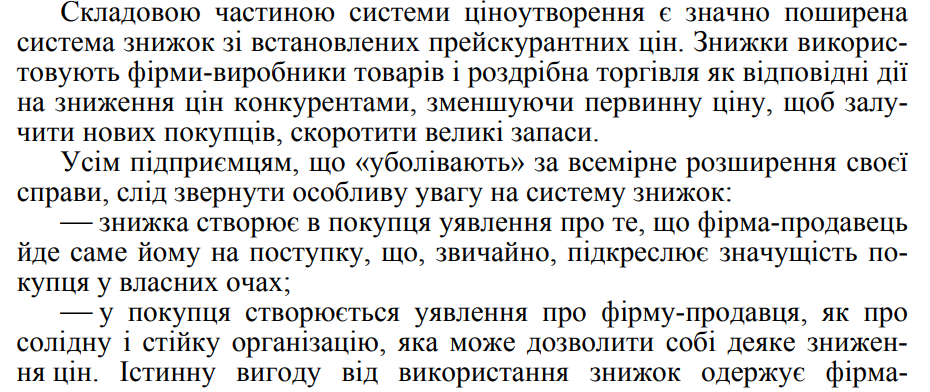 Складовою частиною системи ціноутворення є значно поширена
система знижок зі встановлених прейскурантних цін. Знижки викорис-
товують фірми-виробники товарів і роздрібна торгівля як відповідні дії
на зниження цін конкурентами, зменшуючи первинну ціну, щоб залу-
чити нових покупців, скоротити великі запаси.
Усім підприємцям, що «уболівають» за всемірне розширення своєї
справи, слід звернути особливу увагу на систему знижок:
— знижка створює в покупця уявлення про те, що фірма-продавець
йде саме йому на поступку, що, звичайно, підкреслює значущість по-
купця у власних очах;
— у покупця створюється уявлення про фірму-продавця, як про
солідну і стійку організацію, яка може дозволити собі деяке знижен-
ня цін. Істинну вигоду від використання знижок одержує фірма-